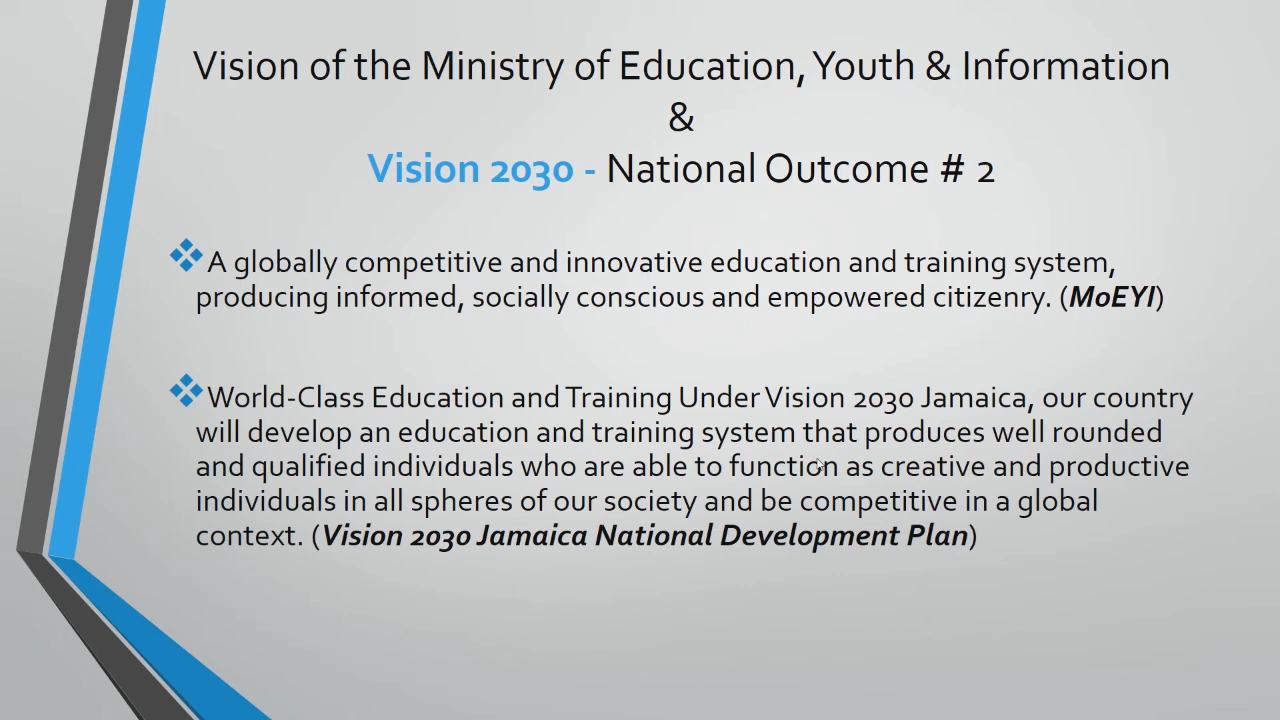 Vision of the Ministry of Education, Youth & Information
&
Vision 2030 - National Outcome # 2
A globally competitive and innovative education and training system,
producing informed, socially conscious and empowered citizenry. (MoEYI)
World-Class Education and Training Under Vision 2030 Jamaica, our country
will develop an education and training system that produces well rounded
and qualified individuals who are able to function as creative and productive
individuals in all spheres of our society and be competitive in a global
context. (Vision 2030 Jamaica National Development Plan)